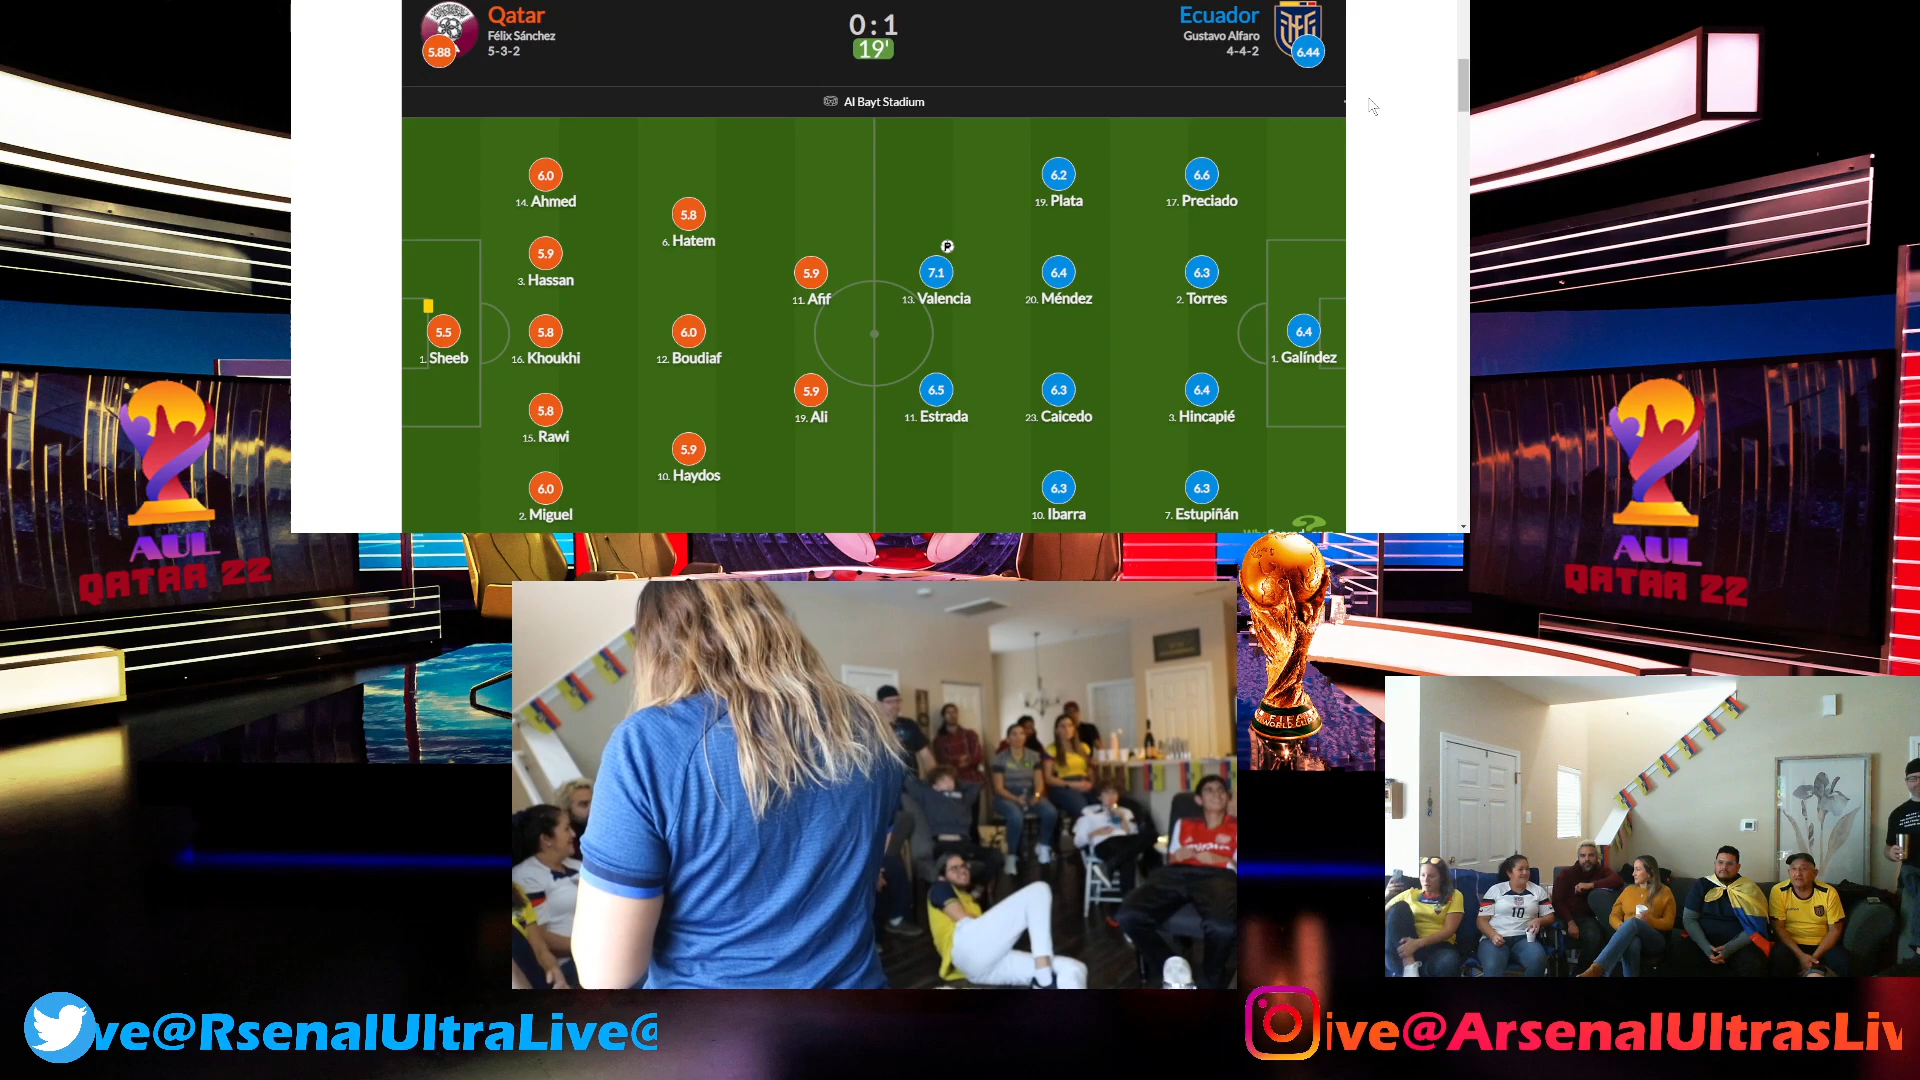 Qatar
Félix Sánchez
5-3-2
5.88
0:1
19'
Ecuador
Gustavo Alfaro
4-4-2
6.44
Al Bayt Stadium
6.0
14. Ahmed
5.9
3. Hassan
5.5
1. Sheeb
5.8
16. Khoukhi
5.8
15. Rawi
6.0
2. Miguel
5.8
6. Hatem
6.0
12. Boudiaf
5.9
10. Haydos
5.9
11. Afif
5.9
19. Ali
P
7.1
13. Valencia
6.5
11. Estrada
6.2
19. Plata
6.4
20. Méndez
6.3
23. Caicedo
6.3
10. Ibarra
6.6
17. Preciado
6.3
2. Torres
6.4
3. Hincapié
6.3
7. Estupiñán
6.4
1. Galíndez
AUL
QATAR 22
AUL
QATAR 22
FIFA
WORLD CUP
10
ve@RsenalUltraLive@
ive@ArsenalUltrasLiv